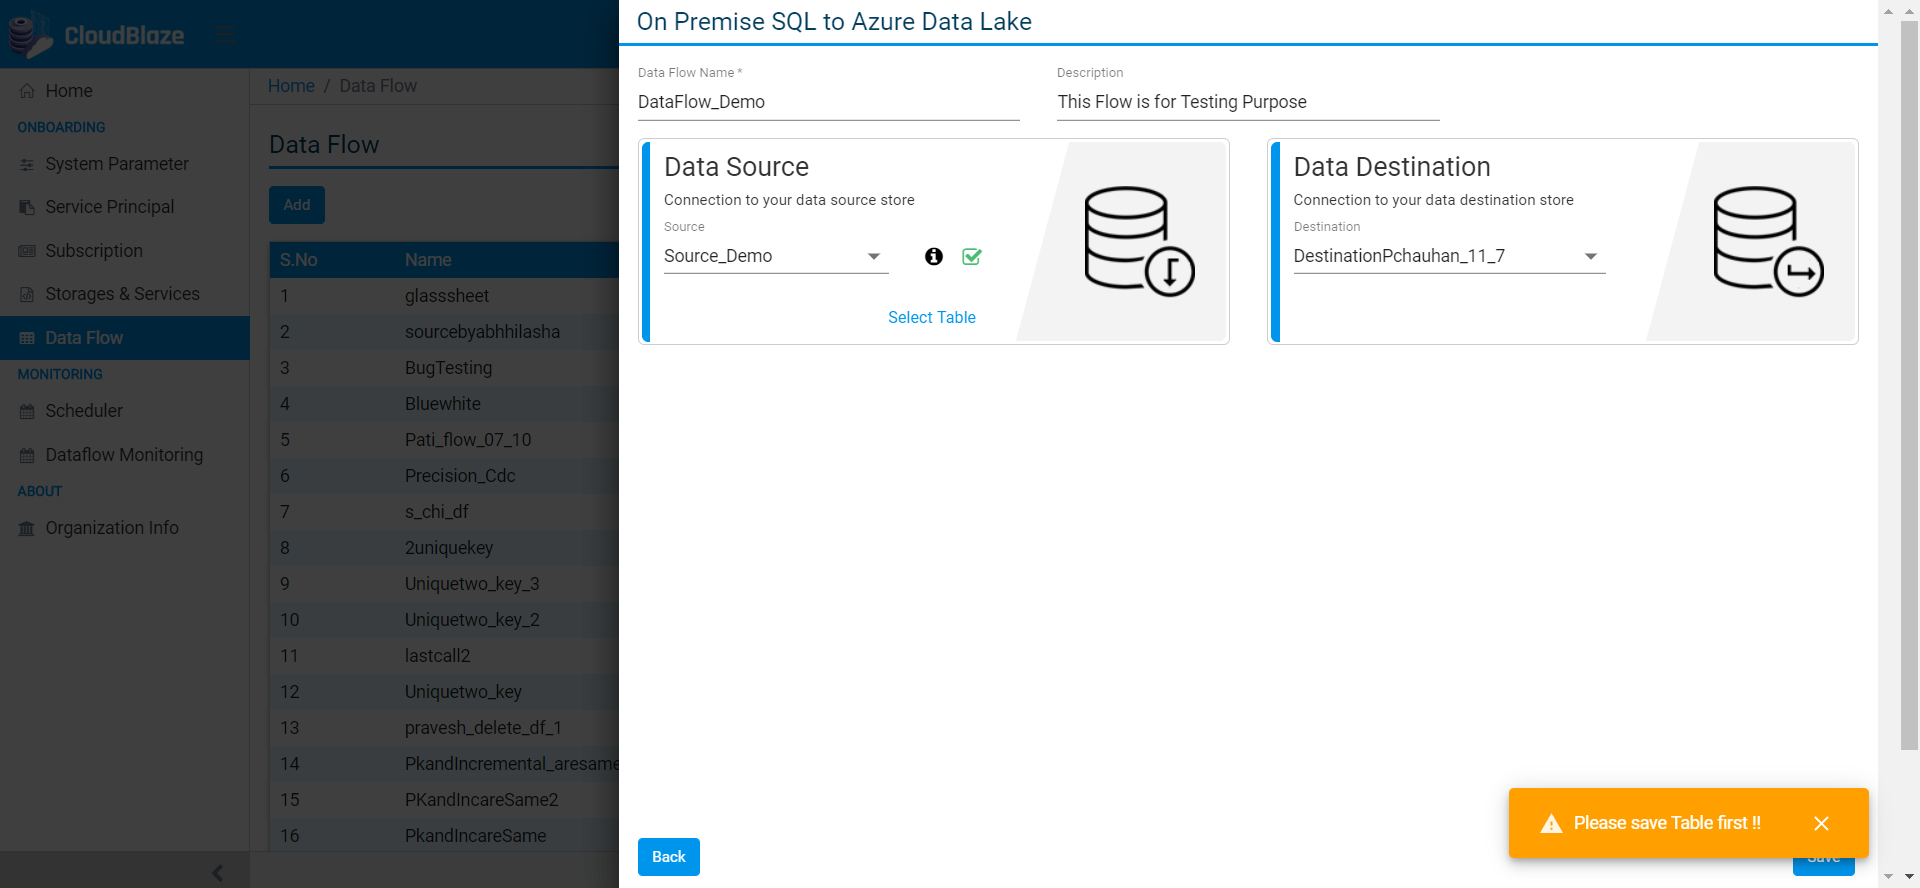 CloudBlaze
Home
ONBOARDING
System Parameter
Service Principal
Subscription
Storages & Services
Data Flow
MONITORING
Scheduler
Dataflow Monitoring
ABOUT
Organization Info
Home / Data Flow
Data Flow
Add
S.No Name
1 glasssheet
2 sourcebyabhhilasha
3 BugTesting
4 Bluewhite
5 Pati_flow_07_10
6 Precision_Cdc
7 s_chi_df
8 2uniquekey
9 Uniquetwo_key_3
10 Uniquetwo_key_2
11 lastcall2
12 Uniquetwo_key
13 pravesh_delete_df_1
14 PkandIncremental_aresame
15 PKandIncareSame2
16 PkandIncareSame
On Premise SQL to Azure Data Lake
Data Flow Name *
DataFlow_Demo
Description
This Flow is for Testing Purpose
Data Source
Connection to your data source store
Source
Source_Demo
Select Table
Data Destination
Connection to your data destination store
Destination
DestinationPchauhan_11_7
Please save Table first !!
Back
Save